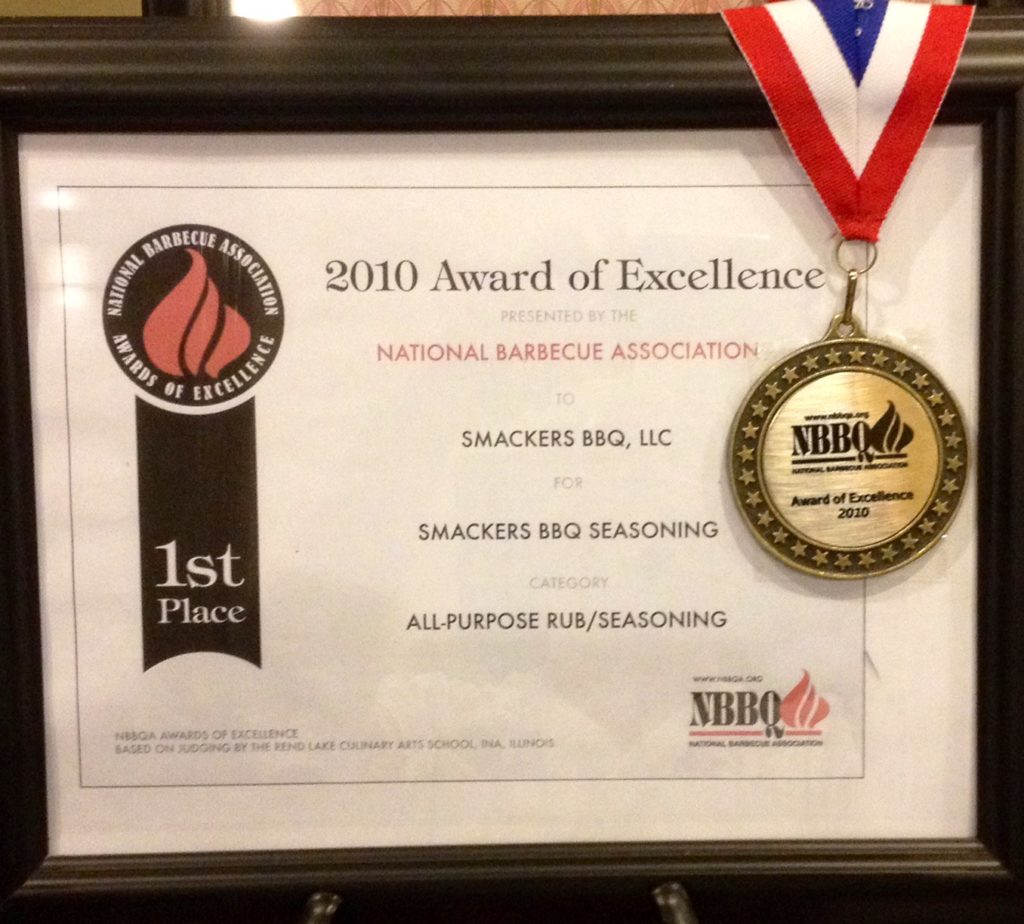 NATIONAL BARBECUE ASSOCIATION
AWARDS OF EXCELLENCE
1st
Place
2010 Award of Excellence
PRESENTED BY THE
NATIONAL BARBECUE ASSOCIATION
TO
SMACKERS BBQ, LLC
FOR
SMACKERS BBQ SEASONING
CATEGORY
ALL-PURPOSE RUB/SEASONING
www.nbbqa.org
NBBQ
NATIONAL BARBECUE ASSOCIATION
Award of Excellence
2010
WWW.NBBQA.ORG
NBBQ
NATIONAL BARBECUE ASSOCIATION
NBBQA AWARDS OF EXCELLENCE
BASED ON JUDGING BY THE REND LAKE CULINARY ARTS SCHOOL, INA, ILLINOIS